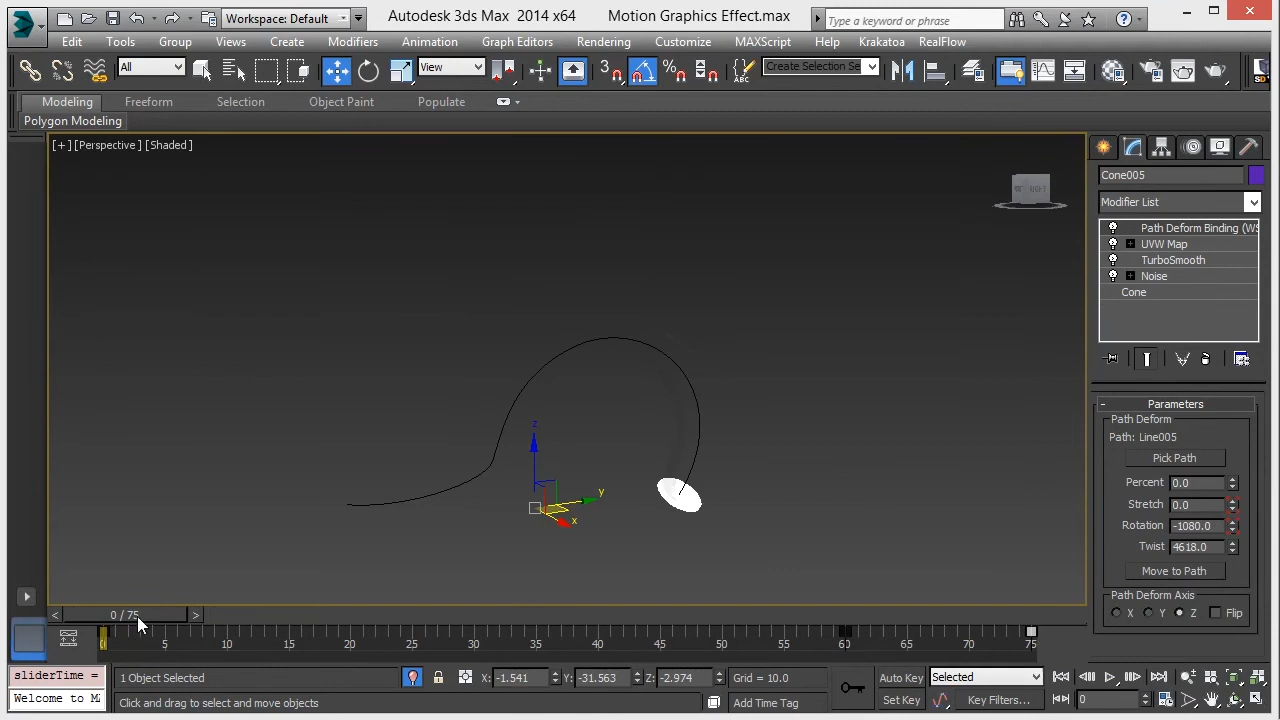 Workspace: Default
Autodesk 3ds Max 2014 x64
Motion Graphics Effect.max
Type a keyword or phrase
Edit Tools Group Views Create Modifiers Animation Graph Editors Rendering Customize MAXScript Help Krakatoa RealFlow
All
View
3
Create Selection Se
Modeling Freeform Selection Object Paint Populate
Polygon Modeling
[+] [Perspective] [Shaded]
Cone005
Modifier List
Path Deform Binding (WS
UVW Map
TurboSmooth
Noise
Cone
z
y
x
Parameters
Path Deform
Path: Line005
Pick Path
Percent 0.0
Stretch 0.0
Rotation -1080.0
Twist 4618.0
Move to Path
Path Deform Axis
X Y Z Flip
< 0 / 75 >
0 5 10 15 20 25 30 35 40 45 50 55 60 65 70 75
sliderTime =
Welcome to MA
1 Object Selected
X: -1.541 Y: -31.563 Z: -2.974
Grid = 10.0
Auto Key Selected
Click and drag to select and move objects
Add Time Tag
Set Key Key Filters...
0